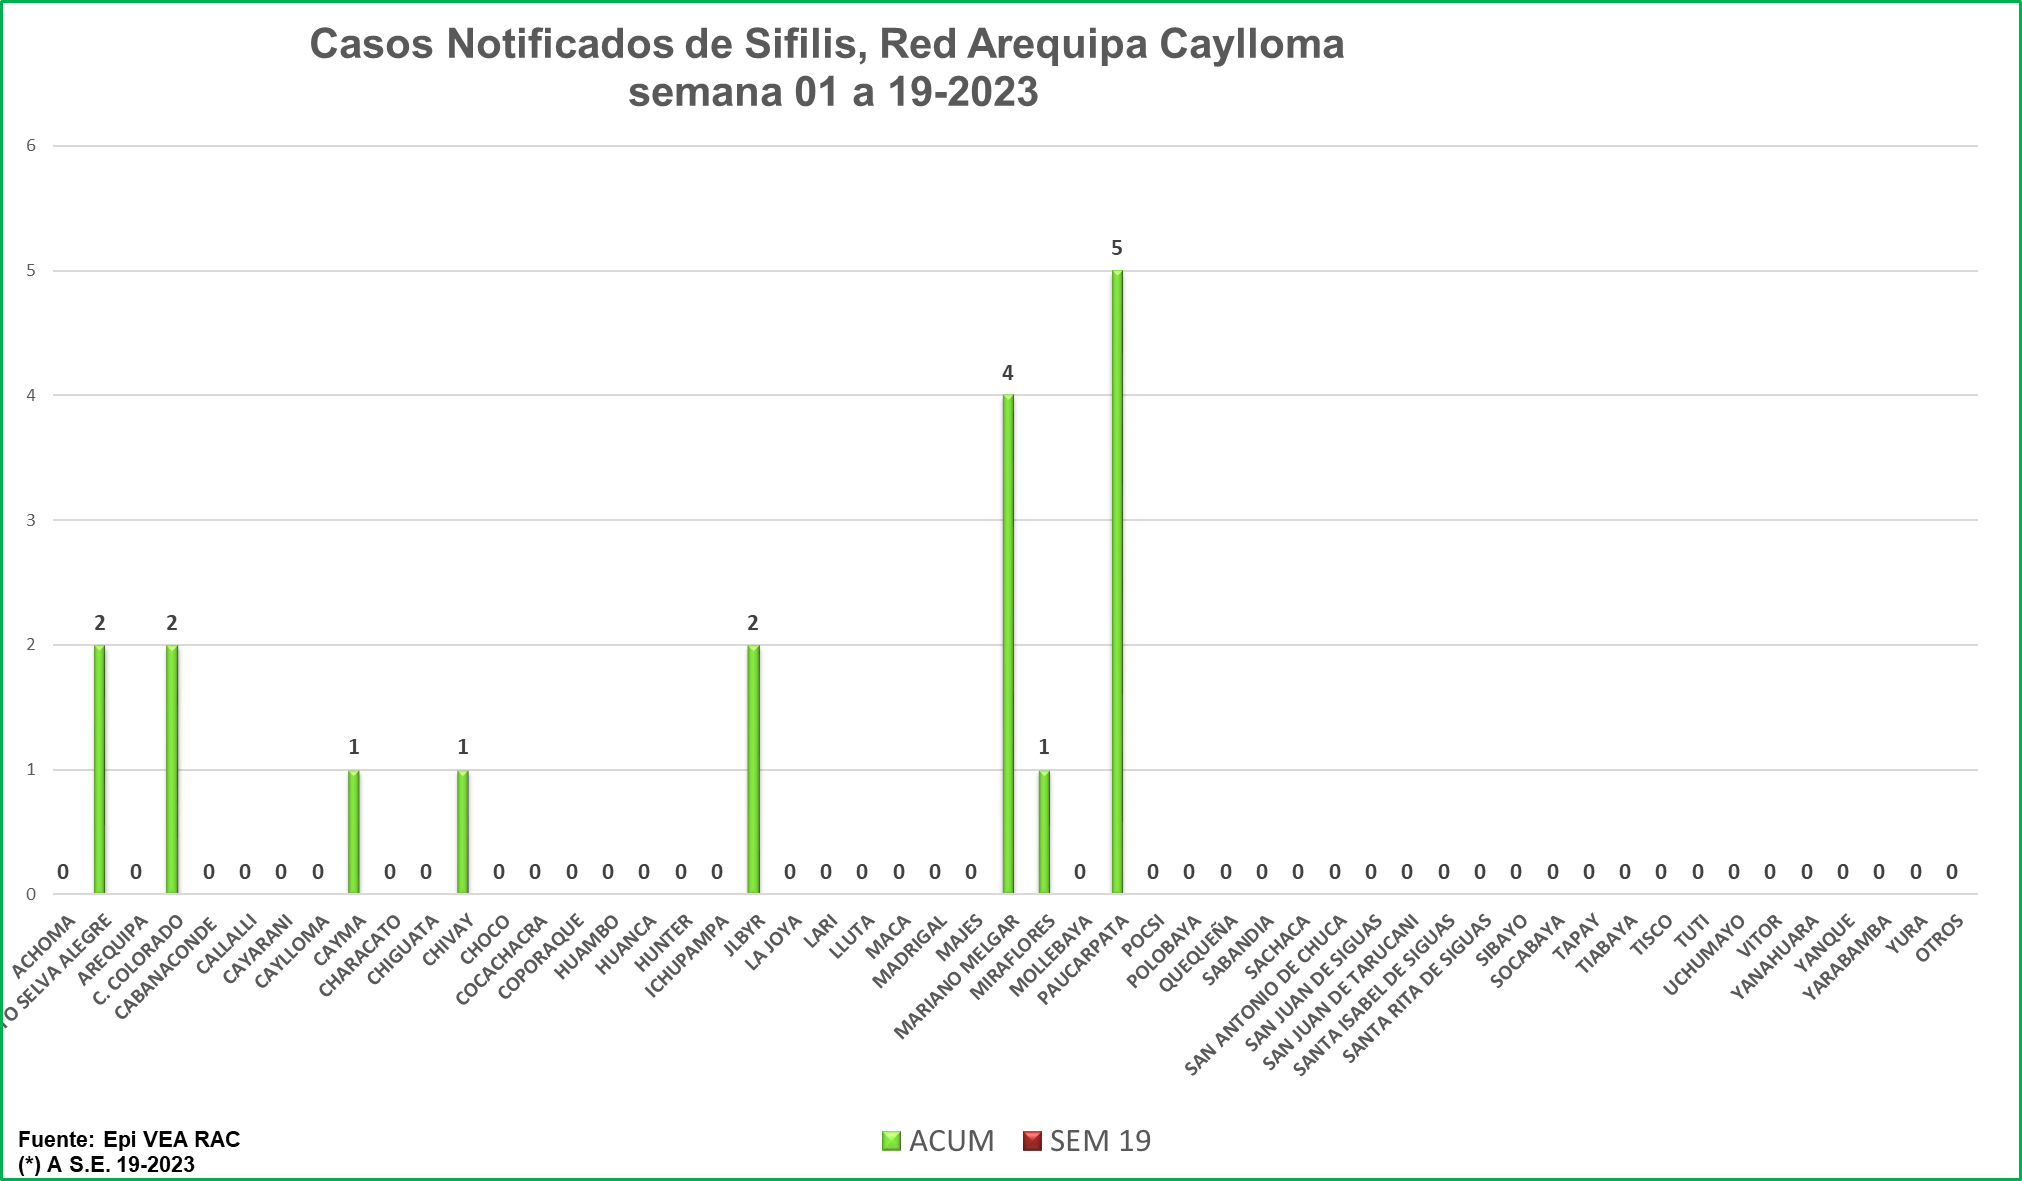 Casos Notificados de Sifilis, Red Arequipa Caylloma
semana 01 a 19-2023
6
5
4
3
2
1
0
0 2 0 2 0 0 0 0 1 0 0 1 0 0 0 0 0 0 0 2 0 0 0 0 0 0 4 1 0 5 0 0 0 0 0 0 0 0 0 0 0 0 0 0 0 0 0 0 0 0 0 0 0
ACHOMA
TO SELVA ALEGRE
AREQUIPA
C. COLORADO
CABANACONDE
CALLALLI
CAYARANI
CAYLLOMA
CAYMA
CHARACATO
CHIGUATA
CHIVAY
CHOCO
COCACHACRA
COPORAQUE
HUAMBO
HUANCA
HUNTER
ICHUPAMPA
JLBYR
LAJOYA
LARI
LLUTA
MACA
MADRIGAL
MAJES
MARIANO MELGAR
MIRAFLORES
MOLLEBAYA
PAUCARPATA
POCSI
POLOBAYA
QUEQUEÑA
SABANDIA
SACHACA
SAN ANTONIO DE CHUCA
SAN JUAN DE SIGUAS
SAN JUAN DE TARUCANI
SANTA ISABEL DE SIGUAS
SANTA RITA DE SIGUAS
SIBAYO
SOCABAYA
TAPAY
TIABAYA
TISCO
TUTI
UCHUMAYO
VITOR
YANAHUARA
YANQUE
YARABAMBA
YURA
OTROS
ACUM SEM 19
Fuente: Epi VEA RAC
(*) A S.E. 19-2023